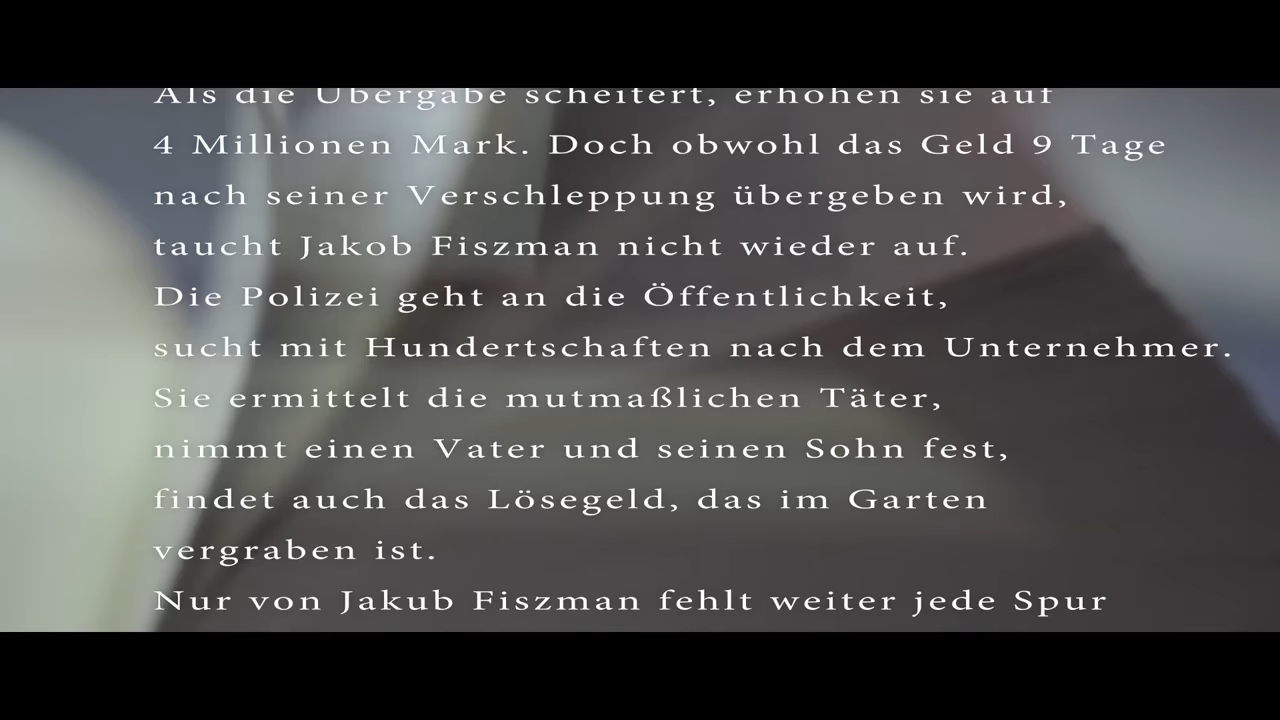 Als die Übergabe scheitert, erhöhen sie auf
4 Millionen Mark. Doch obwohl das Geld 9 Tage
nach seiner Verschleppung übergeben wird,
taucht Jakob Fiszman nicht wieder auf.
Die Polizei geht an die Öffentlichkeit,
sucht mit Hundertschaften nach dem Unternehmer.
Sie ermittelt die mutmaßlichen Täter,
nimmt einen Vater und seinen Sohn fest,
findet auch das Lösegeld, das im Garten
vergraben ist.
Nur von Jakub Fiszman fehlt weiter jede Spur